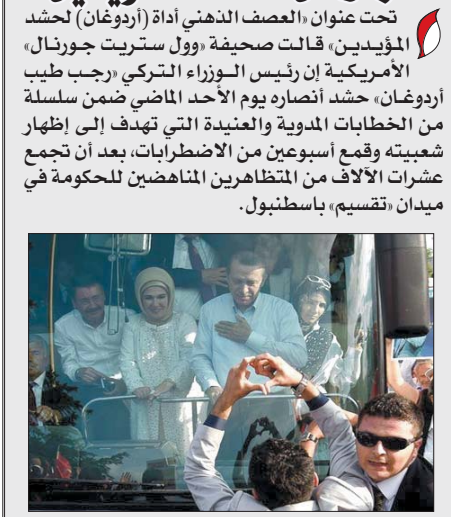 تحت عنوان «العصف الذهني أداة (أردوغان) لحشد
المؤيدين» قالت صحيفة «وول ستريت جورنال»
الأمريكية إن رئيس الوزراء التركي «رجب طيب
أردوغان» حشد أنصاره يوم الأحد الماضي ضمن سلسلة
من الخطابات المدوية والعنيدة التي تهدف إلى إظهار
شعبيته وقمع أسبوعين من الاضطرابات، بعد أن تجمع
عشرات الآلاف من المتظاهرين المناهضين للحكومة في
ميدان «تقسيم» باسطنبول.